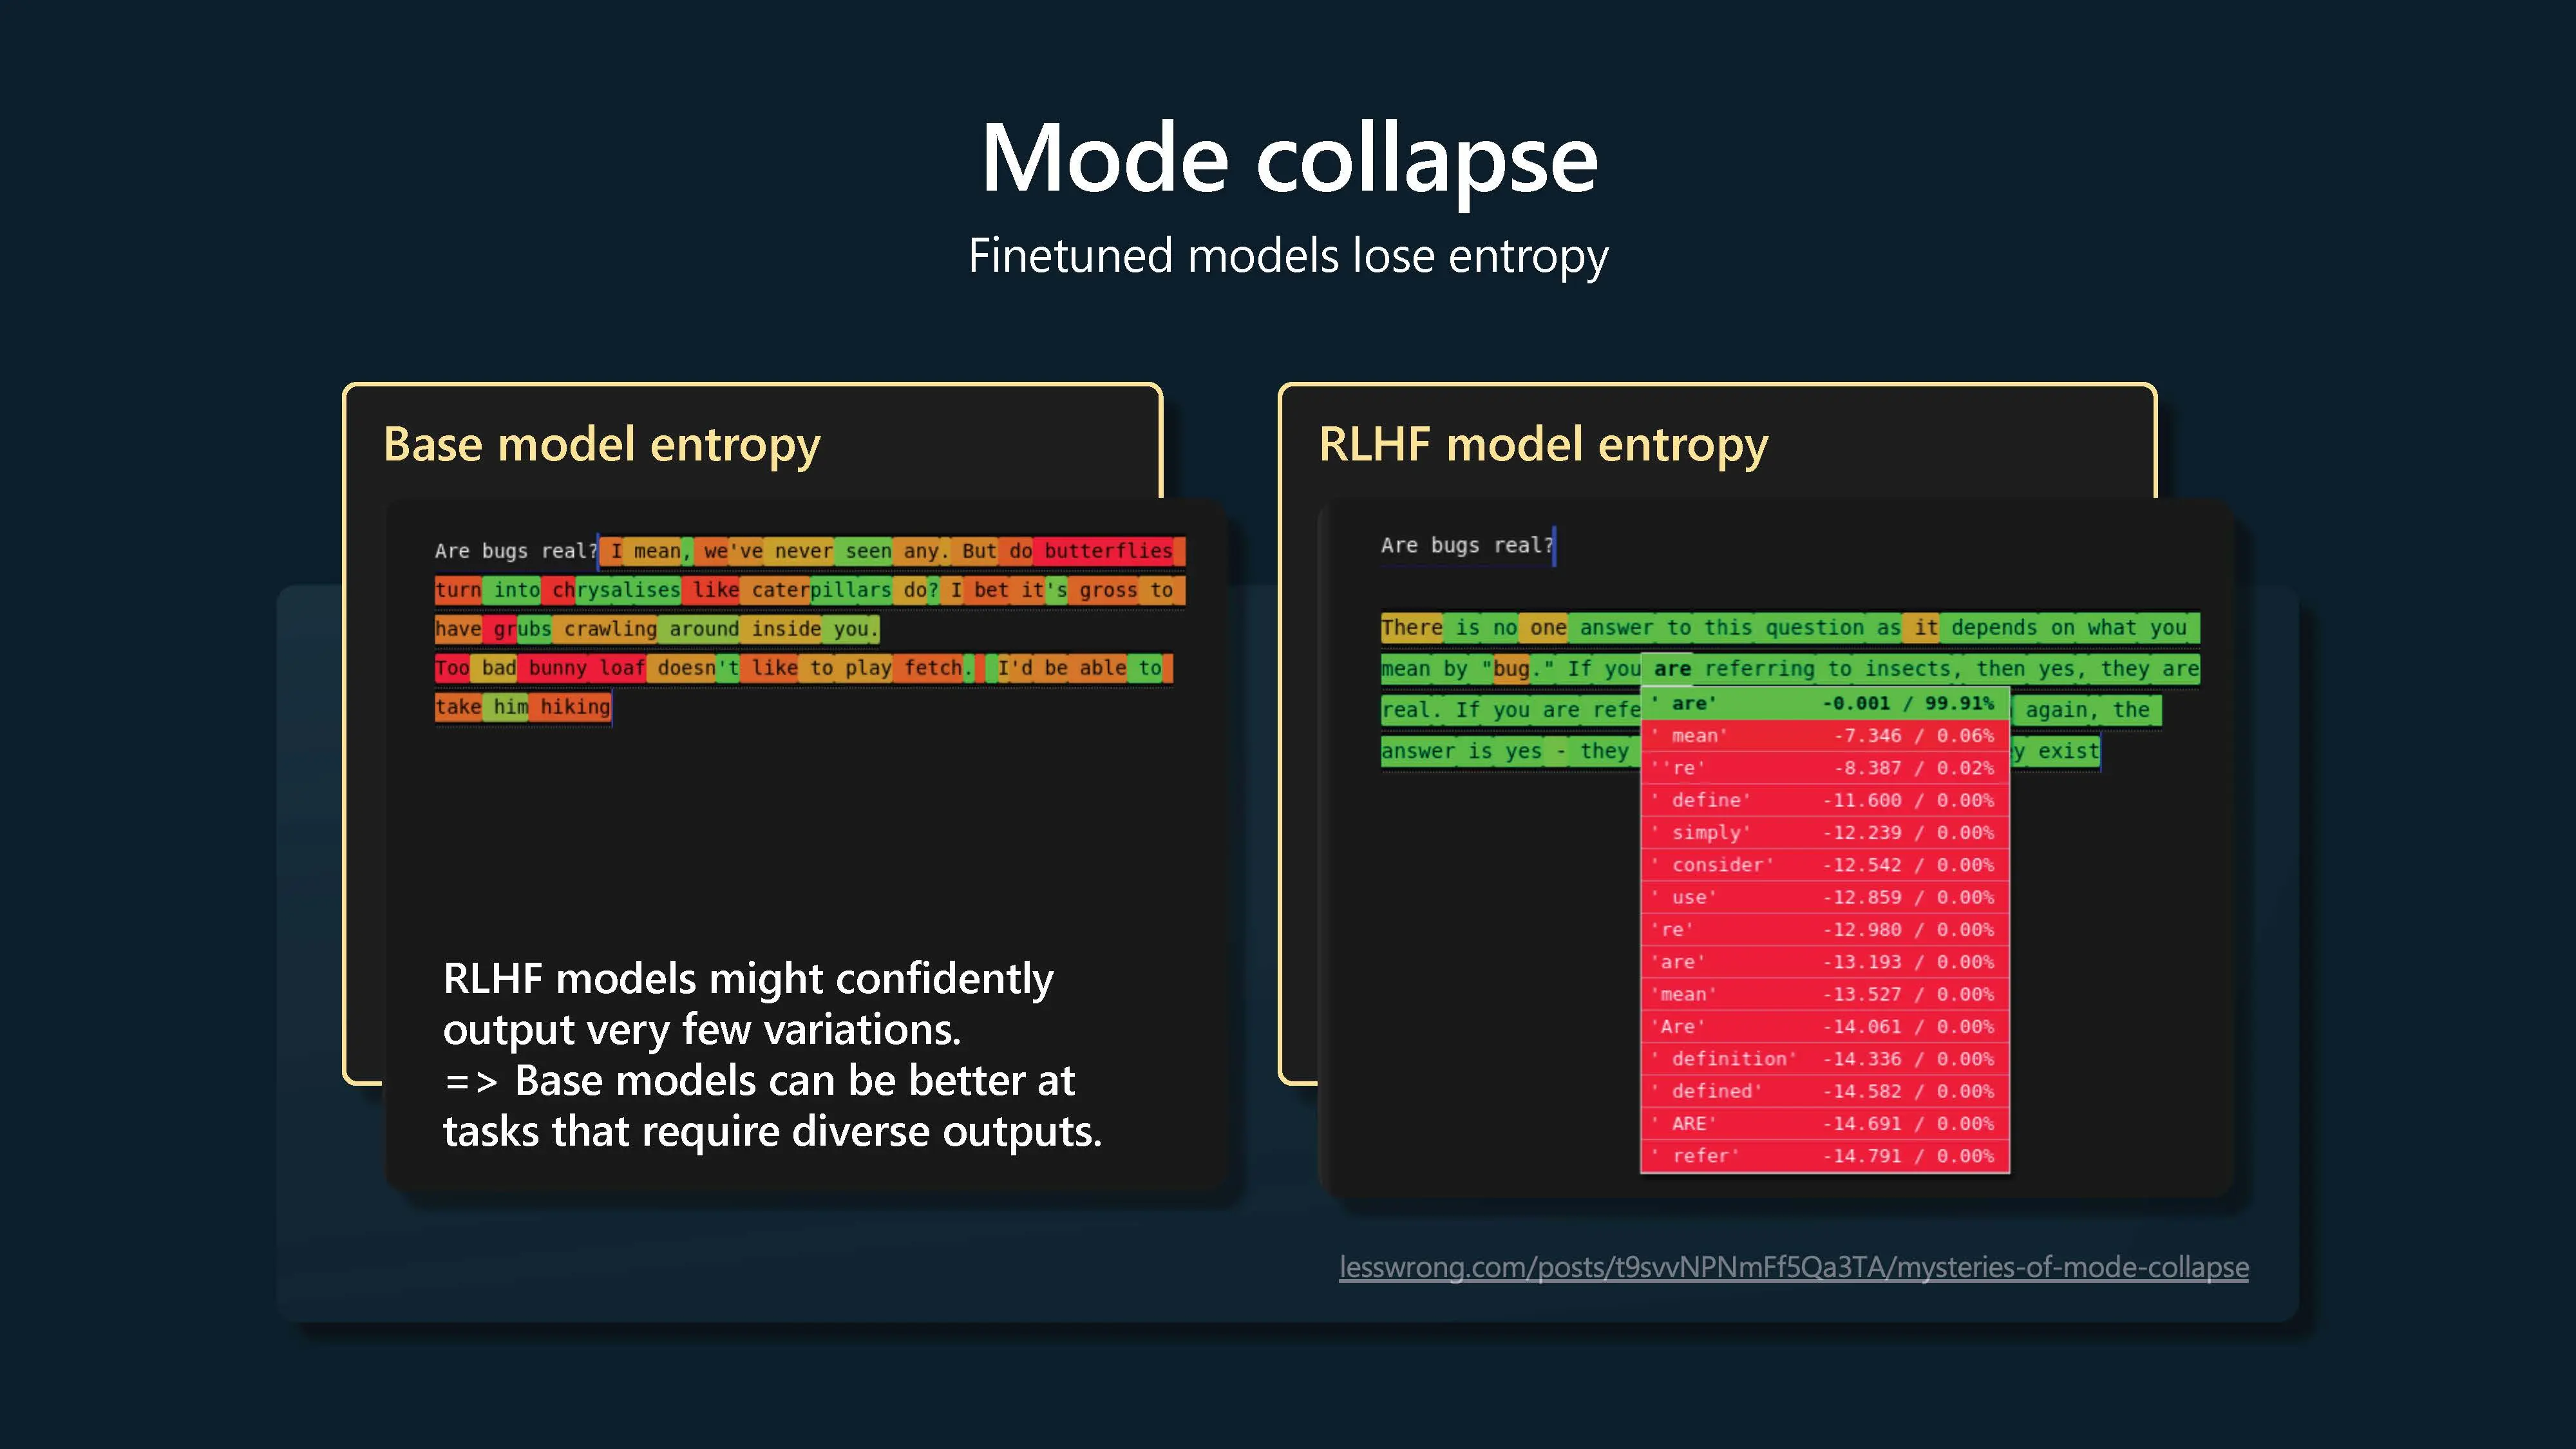 Mode collapse
Finetuned models lose entropy
Base model entropy
Are bugs real? I mean, we've never seen any. But do butterflies
turn into chrysalises like caterpillars do? I bet it's gross to
have grubs crawling around inside you.
Too bad bunny loaf doesn't like to play fetch. I'd be able to
take him hiking
RLHF models might confidently
output very few variations.
=> Base models can be better at
tasks that require diverse outputs.
RLHF model entropy
Are bugs real?
There is no one answer to this question as it depends on what you
mean by "bug." If you are referring to insects, then yes, they are
real. If you are refe again, the
answer is yes - they y exist
' are' -0.001 / 99.91%
' mean' -7.346 / 0.06%
''re' -8.387 / 0.02%
' define' -11.600 / 0.00%
' simply' -12.239 / 0.00%
' consider' -12.542 / 0.00%
' use' -12.859 / 0.00%
're' -12.980 / 0.00%
'are' -13.193 / 0.00%
'mean' -13.527 / 0.00%
'Are' -14.061 / 0.00%
' definition' -14.336 / 0.00%
' defined' -14.582 / 0.00%
' ARE' -14.691 / 0.00%
' refer' -14.791 / 0.00%
lesswrong.com/posts/t9svvNPNmFf5Qa3TA/mysteries-of-mode-collapse